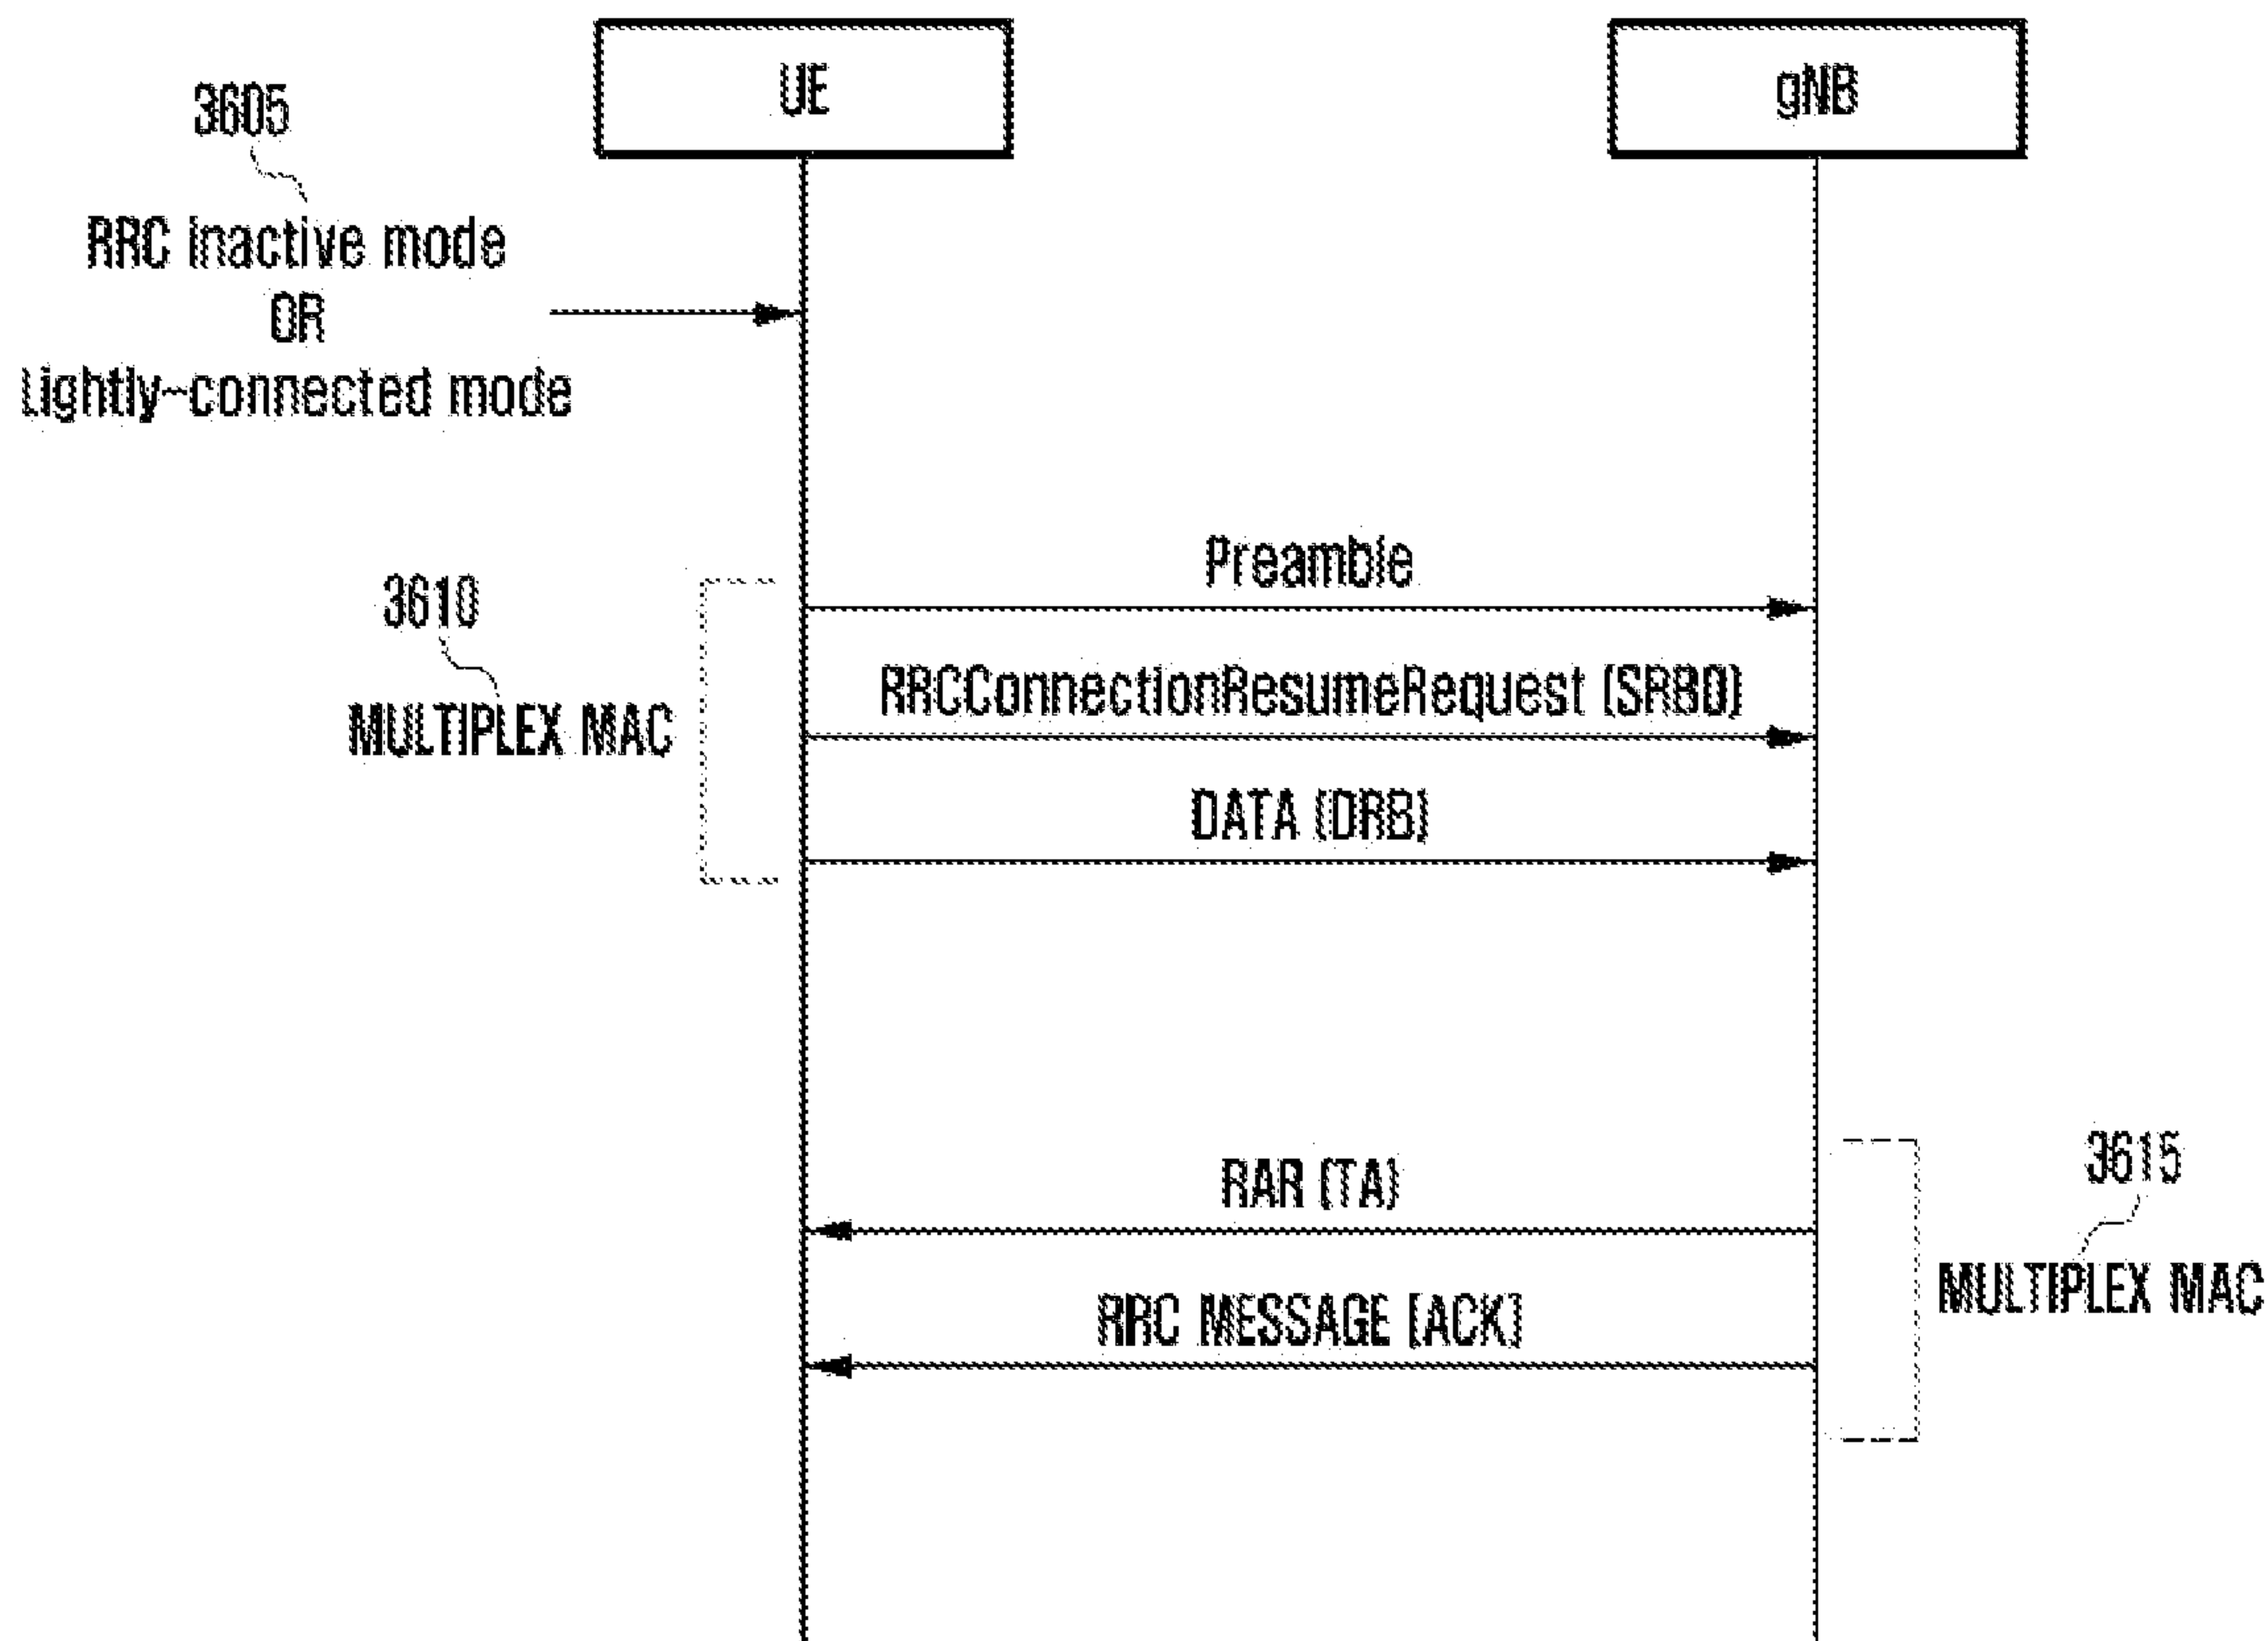 UE
gNB
3605
RRC inactive mode
OR
Lightly-connected mode
Preamble
3610
MULTIPLEX MAC
RRCConnectionResumeRequest (SRB0)
DATA (DRB)
RAR (TA)
3615
MULTIPLEX MAC
RRC MESSAGE [ACK]